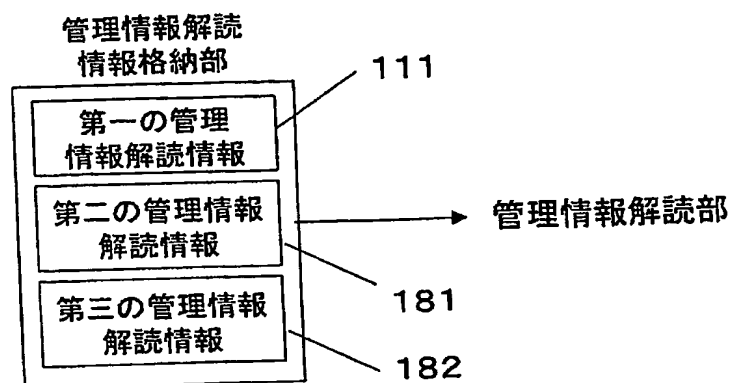 管理情報解読
情報格納部
111
第一の管理
情報解読情報
第二の管理情報
解読情報
管理情報解読部
181
第三の管理情報
解読情報
182